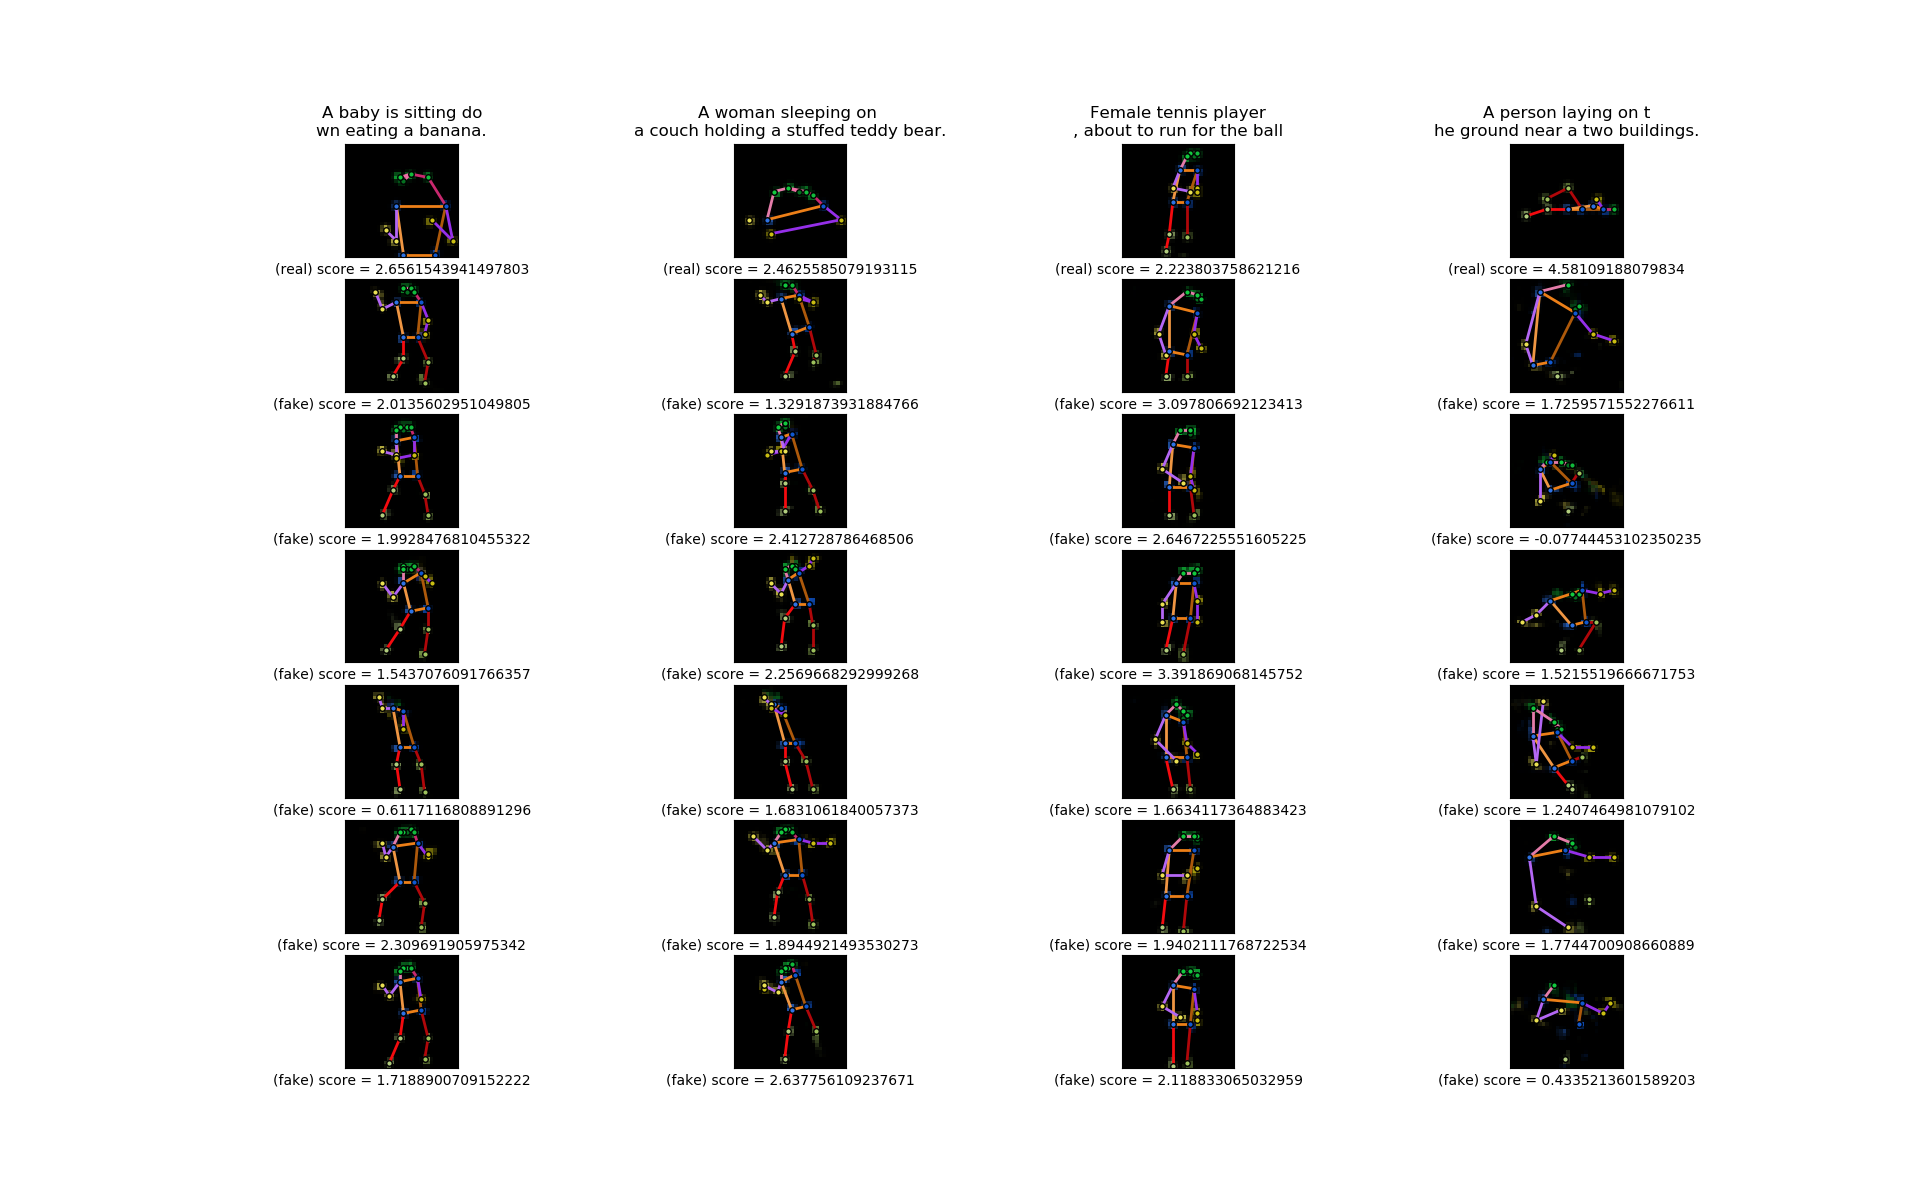 A baby is sitting do
wn eating a banana.
A woman sleeping on
a couch holding a stuffed teddy bear.
Female tennis player
, about to run for the ball
A person laying on t
he ground near a two buildings.
(real) score = 2.6561543941497803
(real) score = 2.4625585079193115
(real) score = 2.223803758621216
(real) score = 4.58109188079834
(fake) score = 2.0135602951049805
(fake) score = 1.3291873931884766
(fake) score = 3.097806692123413
(fake) score = 1.7259571552276611
(fake) score = 1.9928476810455322
(fake) score = 2.412728786468506
(fake) score = 2.6467225551605225
(fake) score = -0.07744453102350235
(fake) score = 1.5437076091766357
(fake) score = 2.2569668292999268
(fake) score = 3.391869068145752
(fake) score = 1.5215519666671753
(fake) score = 0.6117116808891296
(fake) score = 1.6831061840057373
(fake) score = 1.6634117364883423
(fake) score = 1.2407464981079102
(fake) score = 2.309691905975342
(fake) score = 1.8944921493530273
(fake) score = 1.9402111768722534
(fake) score = 1.7744700908660889
(fake) score = 1.7188900709152222
(fake) score = 2.637756109237671
(fake) score = 2.118833065032959
(fake) score = 0.4335213601589203